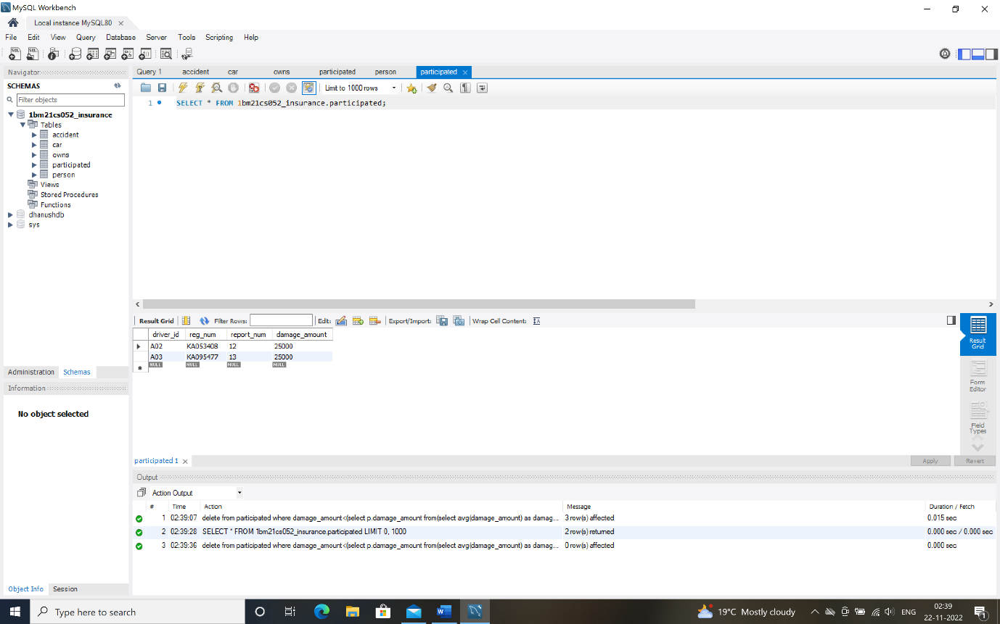 MySQL Workbench
Local instance MySQL80
File Edit View Query Database Server Tools Scripting Help
Navigator
SCHEMAS
Filter objects
1bm21cs052_insurance
Tables
accident
car
owns
participated
person
Views
Stored Procedures
Functions
dhanushdb
sys
Administration Schemas
Information
No object selected
Object Info Session
Query 1 accident car owns participated person participated
Limit to 1000 rows
1 SELECT * FROM 1bm21cs052_insurance.participated;
Result Grid Filter Rows: Edit: Export/Import: Wrap Cell Content:
driver_id reg_num report_num damage_amount
A02 KA053408 12 25000
A03 KA095477 13 25000
NULL NULL NULL NULL
Result
Grid
Form
Editor
Field
Types
participated 1
Apply Revert
Output
Action Output
# Time Action Message Duration / Fetch
1 02:39:07 delete from participated where damage_amount<(select p.damage_amount from(select avg(damage_amount) as damag... 3 row(s) affected 0.015 sec
2 02:39:28 SELECT * FROM 1bm21cs052_insurance.participated LIMIT 0, 1000 2 row(s) returned 0.000 sec / 0.000 sec
3 02:39:36 delete from participated where damage_amount<(select p.damage_amount from(select avg(damage_amount) as damag... 0 row(s) affected 0.000 sec
Type here to search
19°C Mostly cloudy
ENG
02:39
22-11-2022
1